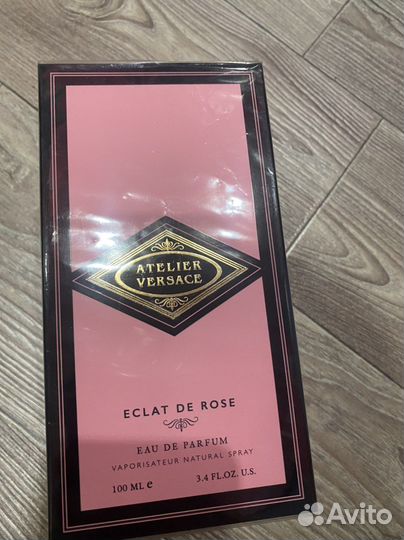 ATELIER
VERSACE
ECLAT DE ROSE
EAU DE PARFUM
VAPORISATEUR NATURAL SPRAY
100 ML e 3.4 FL.OZ. U.S.
Avito